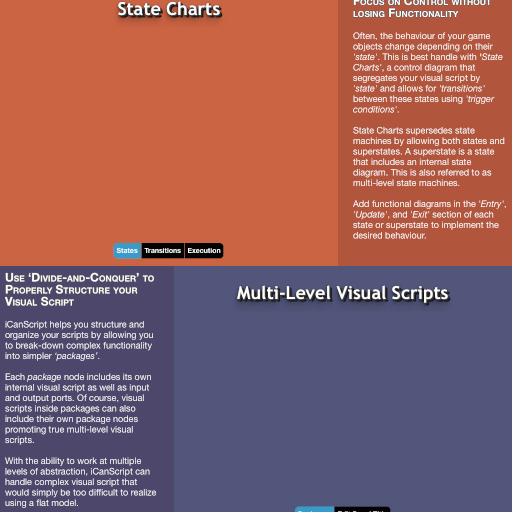 State Charts
Focus on Control without
losing Functionality
Often, the behaviour of your game
objects change depending on their
'state'. This is best handle with 'State
Charts', a control diagram that
segregates your visual script by
'state' and allows for 'transitions'
between these states using 'trigger
conditions'.
State Charts supersedes state
machines by allowing both states and
superstates. A superstate is a state
that includes an internal state
diagram. This is also referred to as
multi-level state machines.
Add functional diagrams in the 'Entry',
'Update', and 'Exit' section of each
state or superstate to implement the
desired behaviour.
States Transitions Execution
Use 'Divide-and-Conquer' to
Properly Structure your
Visual Script
iCanScript helps you structure and
organize your scripts by allowing you
to break-down complex functionality
into simpler 'packages'.
Each package node includes its own
internal visual script as well as input
and output ports. Of course, visual
scripts inside packages can also
include their own package nodes
promoting true multi-level visual
scripts.
With the ability to work at multiple
levels of abstraction, iCanScript can
handle complex visual script that
would simply be too difficult to realize
using a flat model.
Multi-Level Visual Scripts